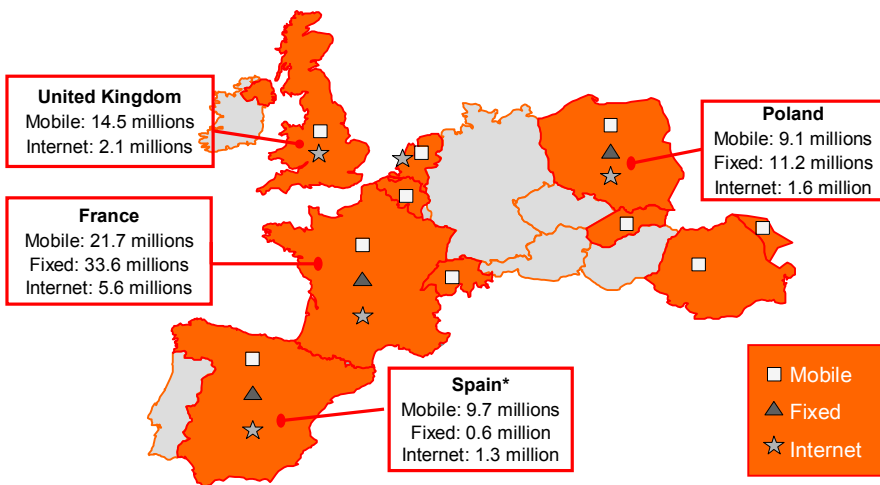 United Kingdom
Mobile: 14.5 millions
Internet: 2.1 millions
Poland
Mobile: 9.1 millions
Fixed: 11.2 millions
Internet: 1.6 million
France
Mobile: 21.7 millions
Fixed: 33.6 millions
Internet: 5.6 millions
Spain*
Mobile: 9.7 millions
Fixed: 0.6 million
Internet: 1.3 million
Mobile
Fixed
Internet